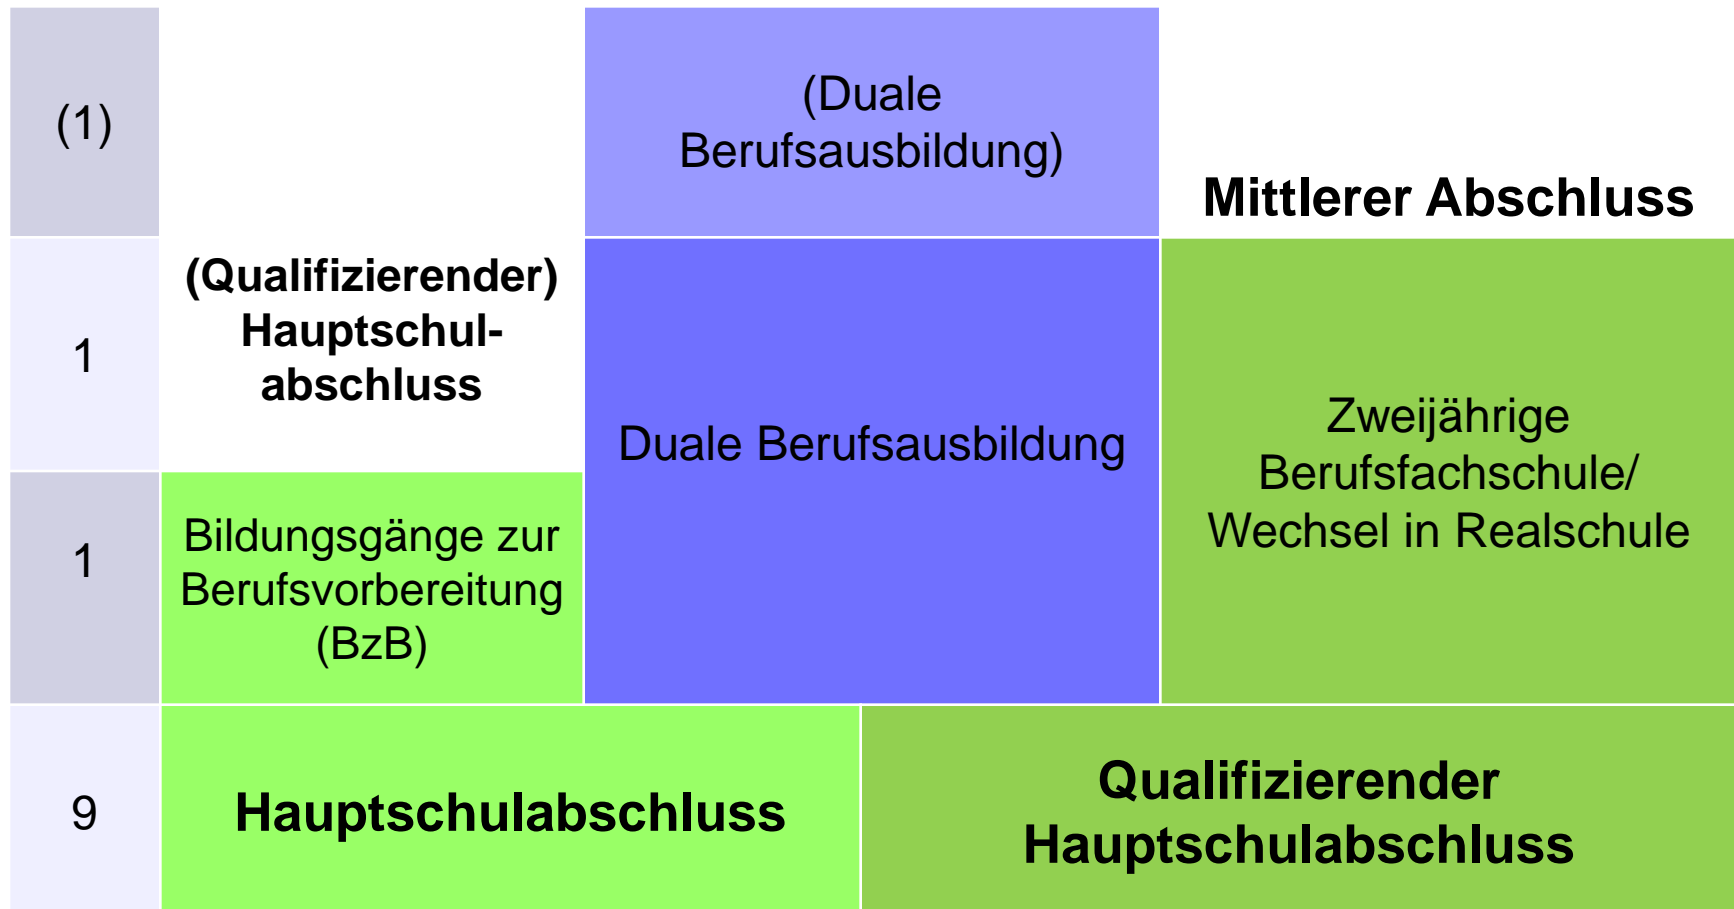 (1)
(Duale
Berufsausbildung)
Mittlerer Abschluss
1
(Qualifizierender)
Hauptschul-
abschluss
Duale Berufsausbildung
Zweijährige
Berufsfachschule/
Wechsel in Realschule
1
Bildungsgänge zur
Berufsvorbereitung
(BzB)
9
Hauptschulabschluss
Qualifizierender
Hauptschulabschluss